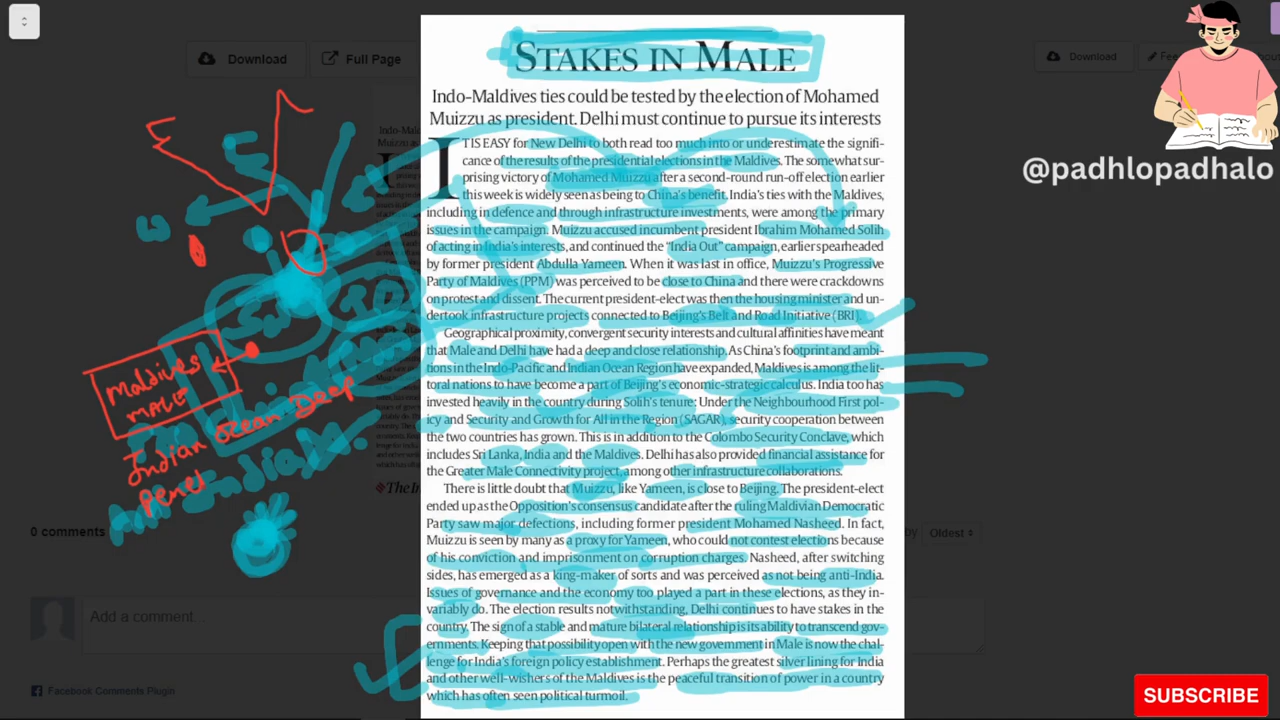 Download
Full Page
Download
STAKES IN MALE
Indo-Maldives ties could be tested by the election of Mohamed
Muizzu as president. Delhi must continue to pursue its interests
IT IS EASY for New Delhi to both read too much into or underestimate the signifi-
cance of the results of the presidential elections in the Maldives. The somewhat sur-
prising victory of Mohamed Muizzu after a second-round run-off election earlier
this week is widely seen as being to China's benefit. India's ties with the Maldives,
including in defence and through infrastructure investments, were among the primary
issues in the campaign. Muizzu accused incumbent president Ibrahim Mohamed Solih
of acting in India's interests, and continued the "India Out" campaign, earlier spearheaded
by former president Abdulla Yameen. When it was last in office, Muizzu's Progressive
Party of Maldives (PPM) was perceived to be close to China and there were crackdowns
on protest and dissent. The current president-elect was then the housing minister and un-
dertook infrastructure projects connected to Beijing's Belt and Road Initiative (BRI).
Geographical proximity, convergent security interests and cultural affinities have meant
that Male and Delhi have had a deep and close relationship. As China's footprint and ambi-
tions in the Indo-Pacific and Indian Ocean Region have expanded, Maldives is among the lit-
toral nations to have become a part of Beijing's economic-strategic calculus. India too has
invested heavily in the country during Solih's tenure: Under the Neighbourhood First pol-
icy and Security and Growth for All in the Region (SAGAR), security cooperation between
the two countries has grown. This is in addition to the Colombo Security Conclave, which
includes Sri Lanka, India and the Maldives. Delhi has also provided financial assistance for
the Greater Male Connectivity project, among other infrastructure collaborations.
There is little doubt that Muizzu, like Yameen, is close to Beijing. The president-elect
ended up as the Opposition's consensus candidate after the ruling Maldivian Democratic
Party saw major defections, including former president Mohamed Nasheed. In fact,
Muizzu is seen by many as a proxy for Yameen, who could not contest elections because
of his conviction and imprisonment on corruption charges. Nasheed, after switching
sides, has emerged as a king-maker of sorts and was perceived as not being anti-India.
Issues of governance and the economy too played a part in these elections, as they in-
variably do. The election results notwithstanding, Delhi continues to have stakes in the
country. The sign of a stable and mature bilateral relationship is its ability to transcend gov-
ernments. Keeping that possibility open with the new government in Male is now the chal-
lenge for India's foreign policy establishment. Perhaps the greatest silver lining for India
and other well-wishers of the Maldives is the peaceful transition of power in a country
which has often seen political turmoil.
Maldives
male
Indian Ocean Deep
0 comments
by Oldest
Add a comment...
Facebook Comments Plugin
@padhlopadhalo
SUBSCRIBE